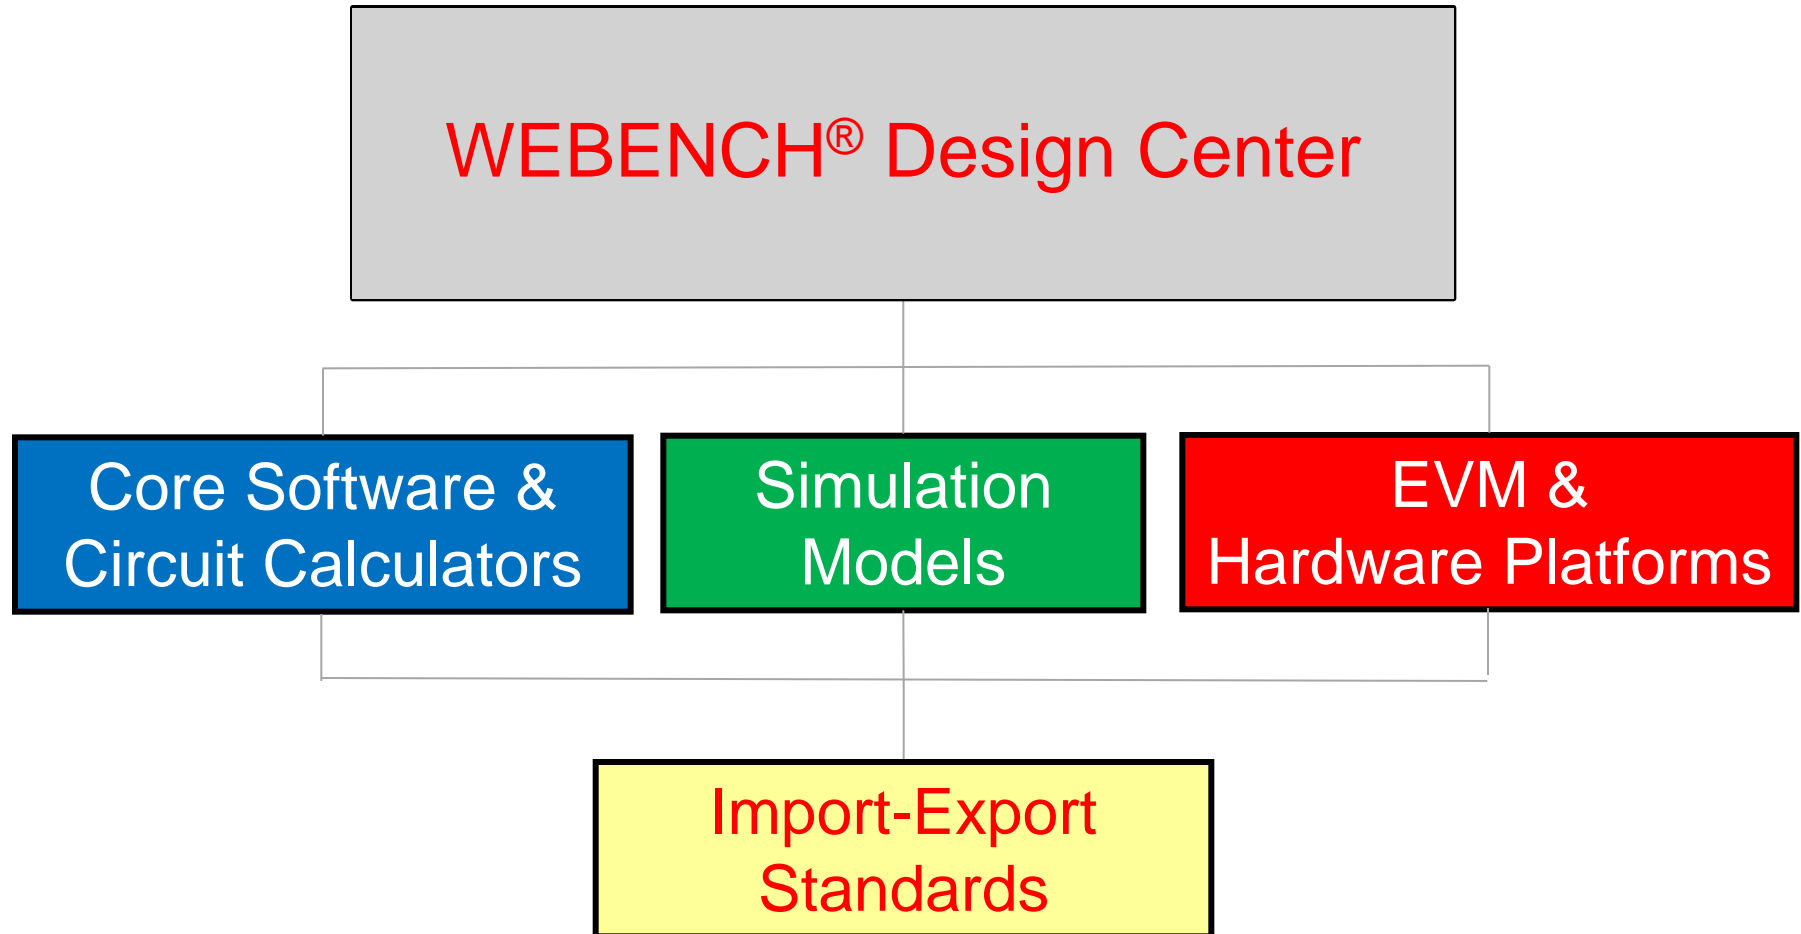 WEBENCH® Design Center
Core Software &
Circuit Calculators
Simulation
Models
EVM &
Hardware Platforms
Import-Export
Standards